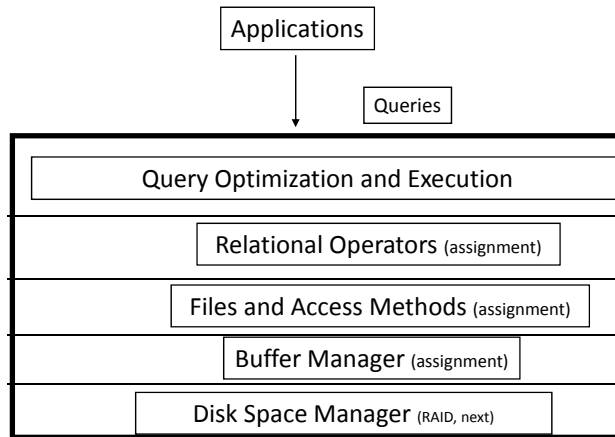 Applications
Queries
Query Optimization and Execution
Relational Operators (assignment)
Files and Access Methods (assignment)
Buffer Manager (assignment)
Disk Space Manager (RAID, next)